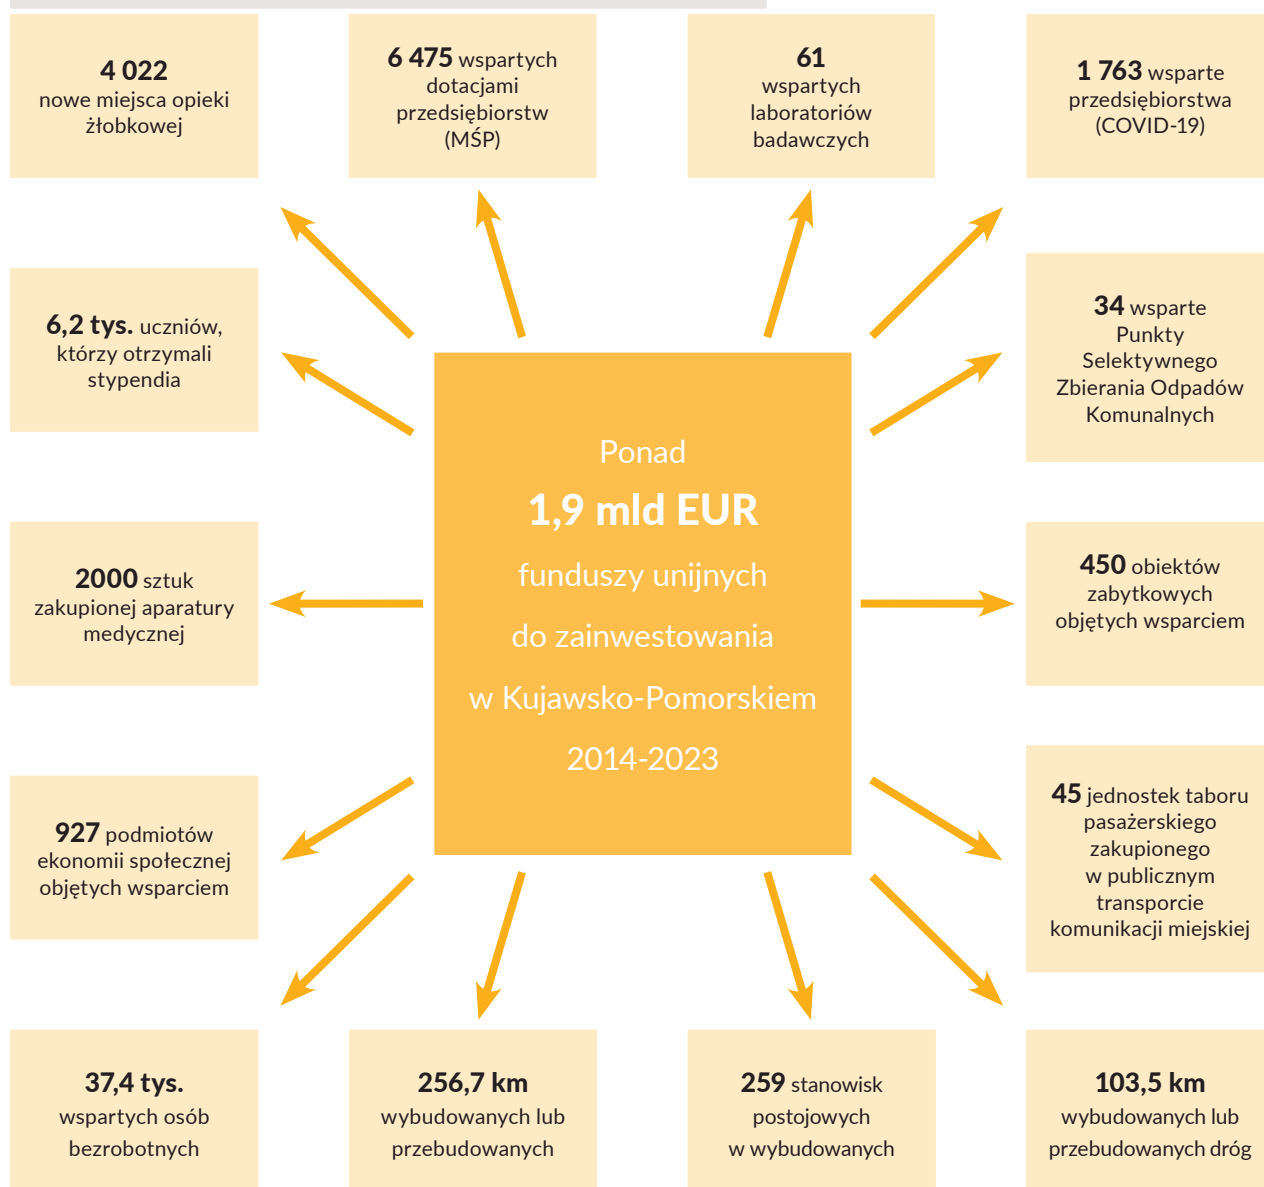 4 022
nowe miejsca opieki
żłobkowej
6 475 wspartych
dotacjami
przedsiębiorstw
(MŚP)
61
wspartych
laboratoriów
badawczych
1 763 wsparte
przedsiębiorstwa
(COVID-19)
6,2 tys. uczniów,
którzy otrzymali
stypendia
34 wsparte
Punkty
Selektywnego
Zbierania Odpadów
Komunalnych
Ponad
1,9 mld EUR
funduszy unijnych
do zainwestowania
w Kujawsko-Pomorskiem
2014-2023
2000 sztuk
zakupionej aparatury
medycznej
450 obiektów
zabytkowych
objętych wsparciem
927 podmiotów
ekonomii społecznej
objętych wsparciem
45 jednostek taboru
pasażerskiego
zakupionego
w publicznym
transporcie
komunikacji miejskiej
37,4 tys.
wspartych osób
bezrobotnych
256,7 km
wybudowanych lub
przebudowanych
259 stanowisk
postojowych
w wybudowanych
103,5 km
wybudowanych lub
przebudowanych dróg